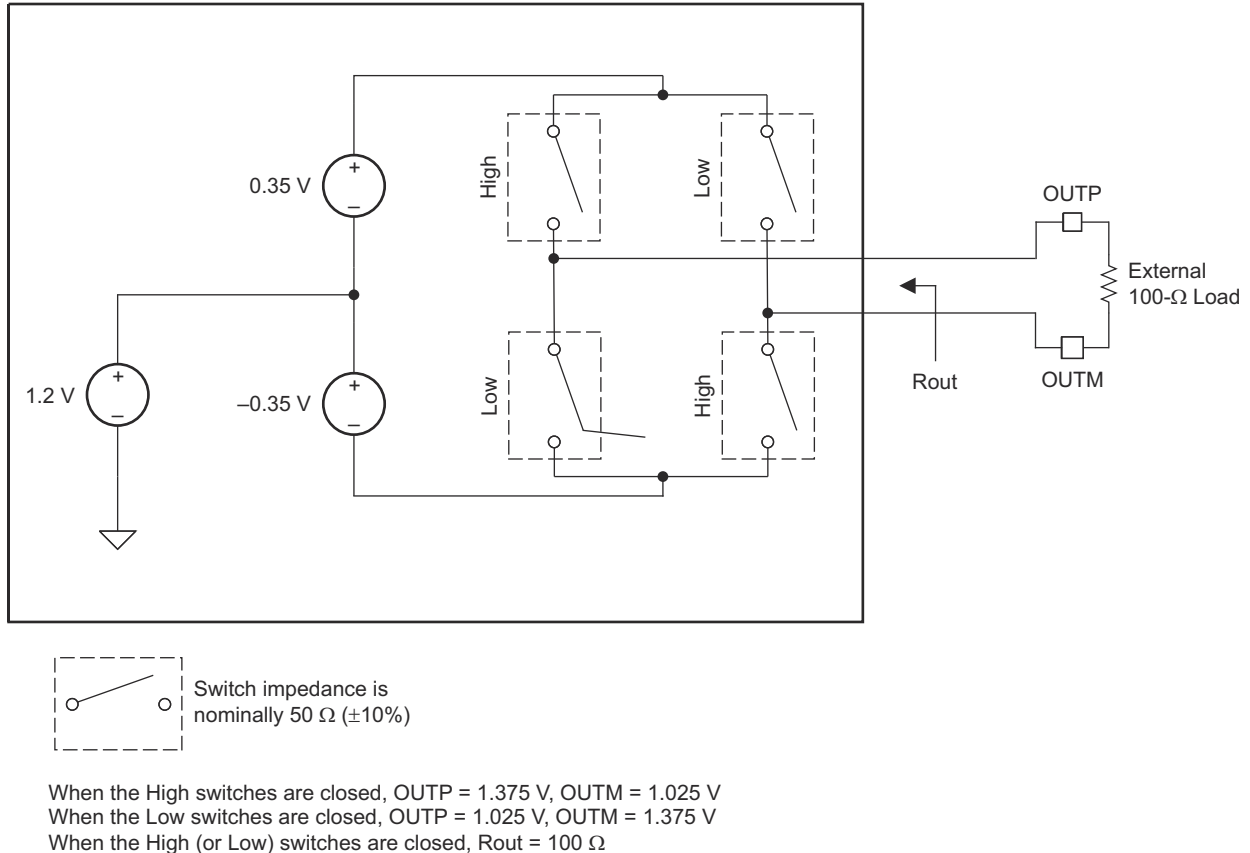 0.35 V
+
–
High
Low
OUTP
External
100-Ω Load
1.2 V
+
–
–0.35 V
+
–
Low
High
Rout
OUTM
Switch impedance is
nominally 50 Ω (±10%)
When the High switches are closed, OUTP = 1.375 V, OUTM = 1.025 V
When the Low switches are closed, OUTP = 1.025 V, OUTM = 1.375 V
When the High (or Low) switches are closed, Rout = 100 Ω